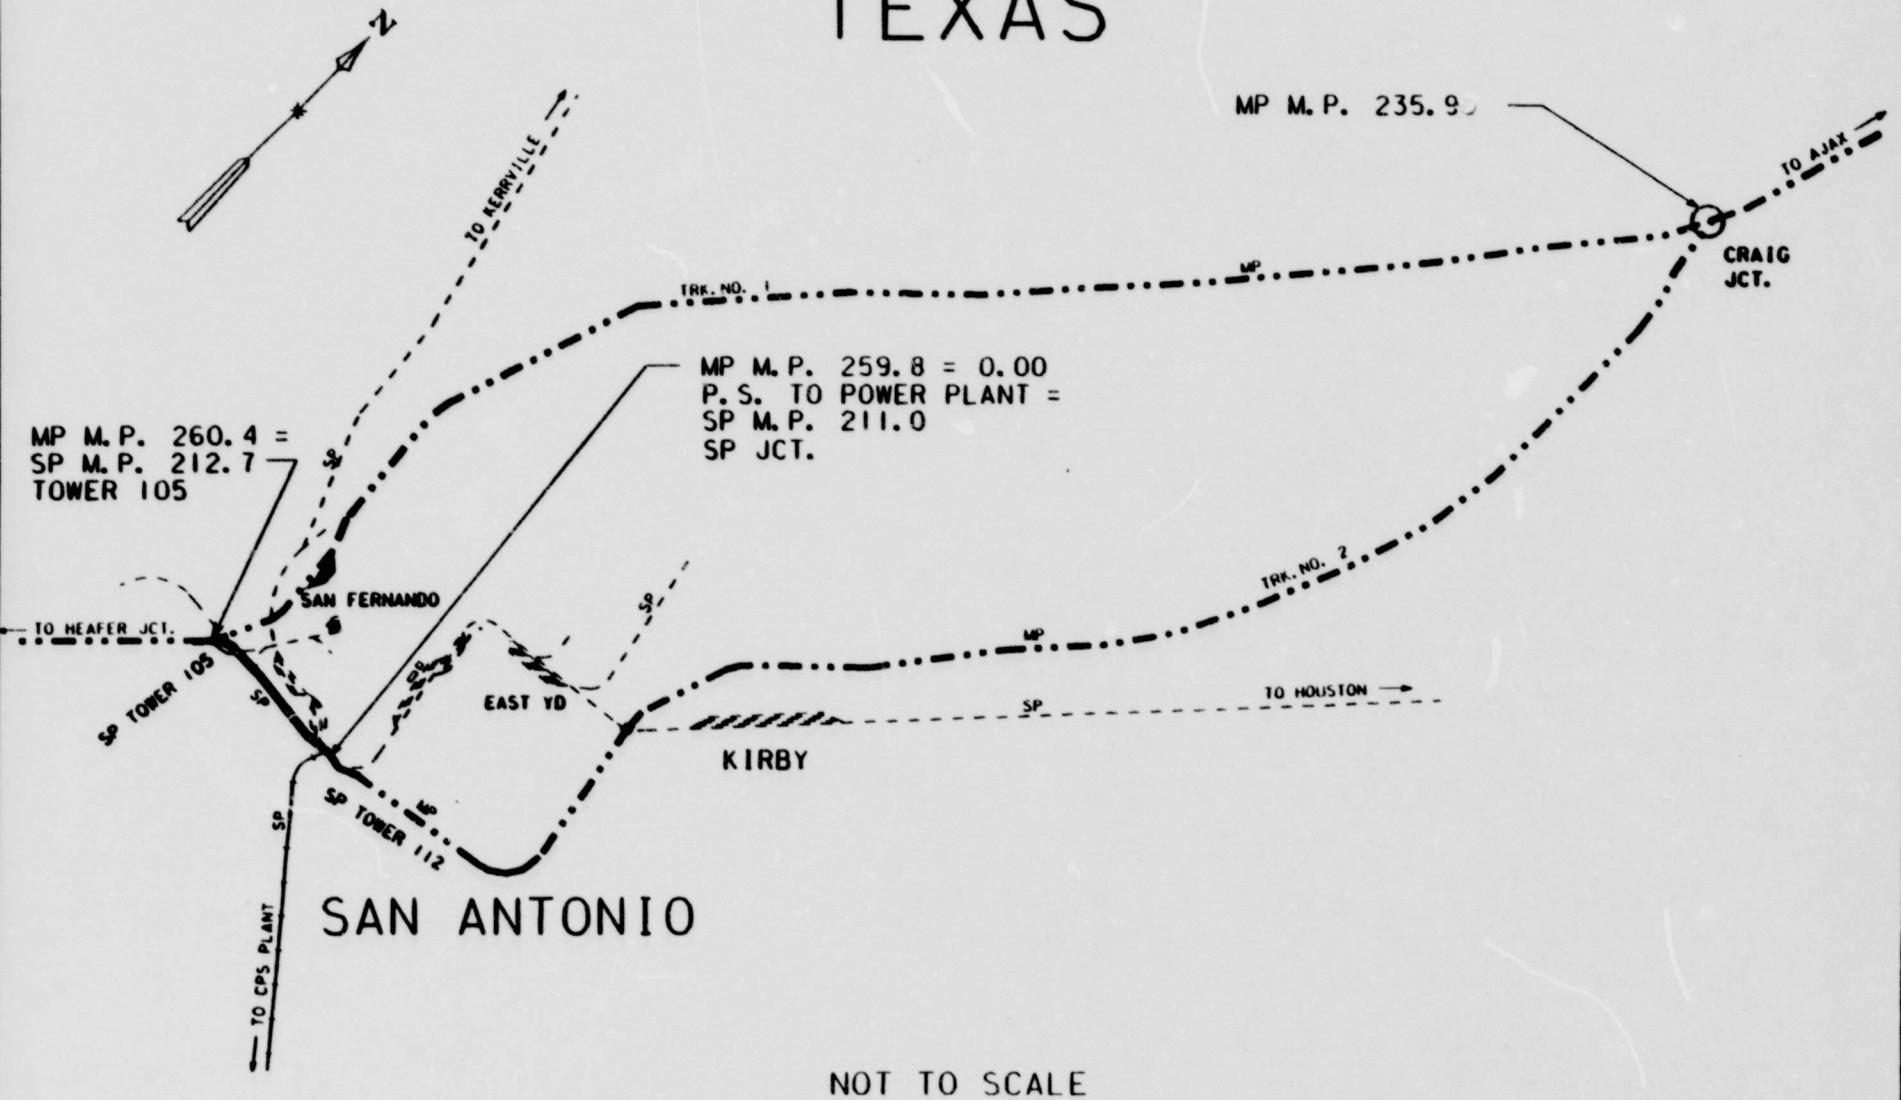 TEXAS
N
MP M.P. 235.9
TO AJAX
TO KERRVILLE
CRAIG
JCT.
TRK. NO. 1
MP
MP M.P. 259.8 = 0.00
P.S. TO POWER PLANT =
SP M.P. 211.0
SP JCT.
MP M.P. 260.4 =
SP M.P. 212.7
TOWER 105
SP
SAN FERNANDO
TO HEAFER JCT.
SP TOWER 105
SP
SP
TRK. NO. 2
MP
EAST YD
SP
TO HOUSTON
KIRBY
SP TOWER 112
MP
SP
SAN ANTONIO
TO CPS PLANT
NOT TO SCALE